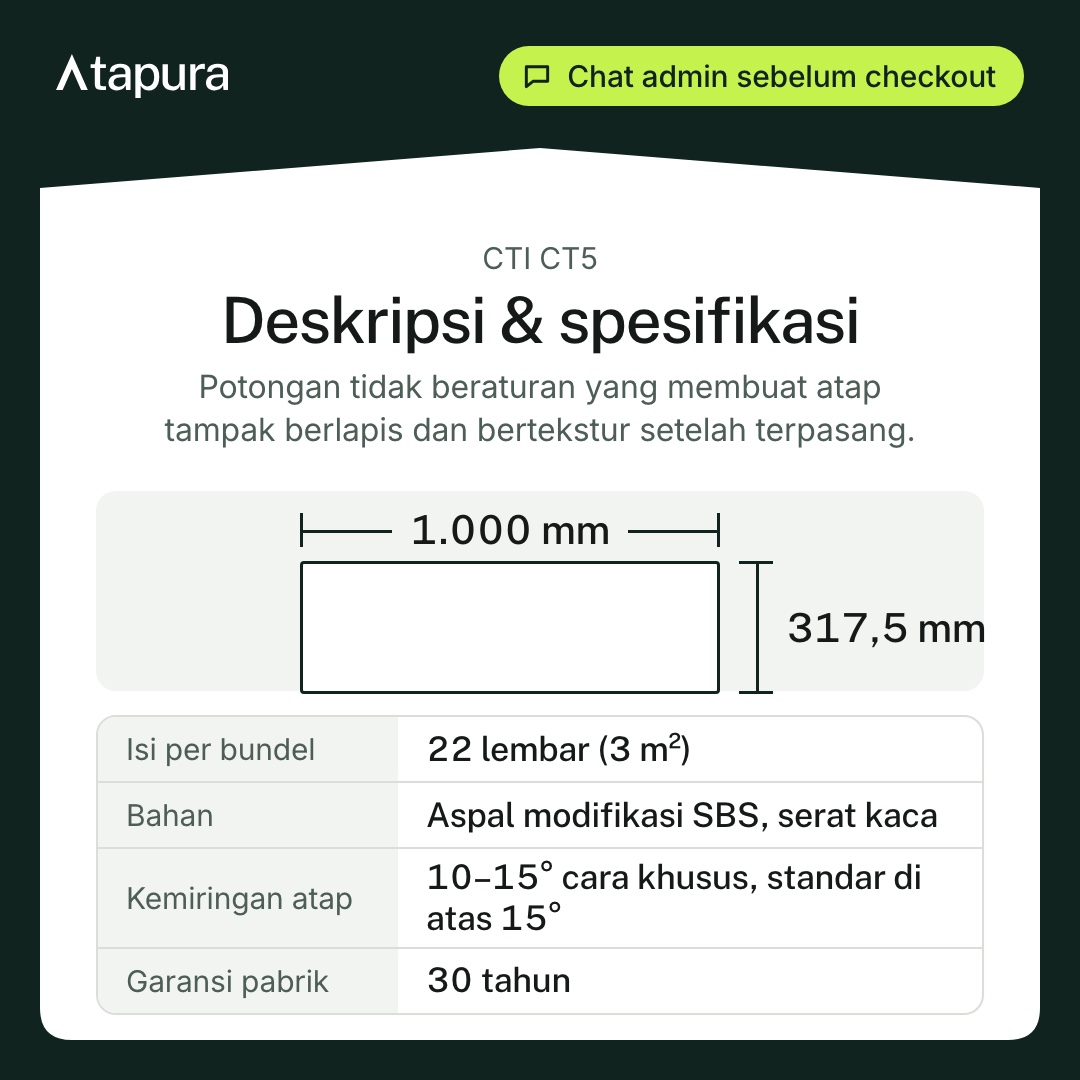 Atapura
Chat admin sebelum checkout
CTI CT5
Deskripsi & spesifikasi
Potongan tidak beraturan yang membuat atap
tampak berlapis dan bertekstur setelah terpasang.
1.000 mm
317,5 mm
Isi per bundel
22 lembar (3 m²)
Bahan
Aspal modifikasi SBS, serat kaca
Kemiringan atap
10–15° cara khusus, standar di
atas 15°
Garansi pabrik
30 tahun